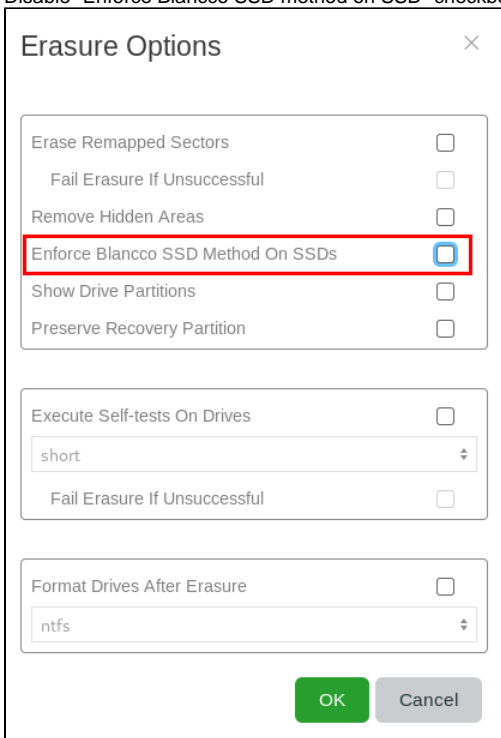 Erasure Options
Erase Remapped Sectors
Fail Erasure If Unsuccessful
Remove Hidden Areas
Enforce Blancco SSD Method On SSDs
Show Drive Partitions
Preserve Recovery Partition
Execute Self-tests On Drives
short
Fail Erasure If Unsuccessful
Format Drives After Erasure
ntfs
OK Cancel